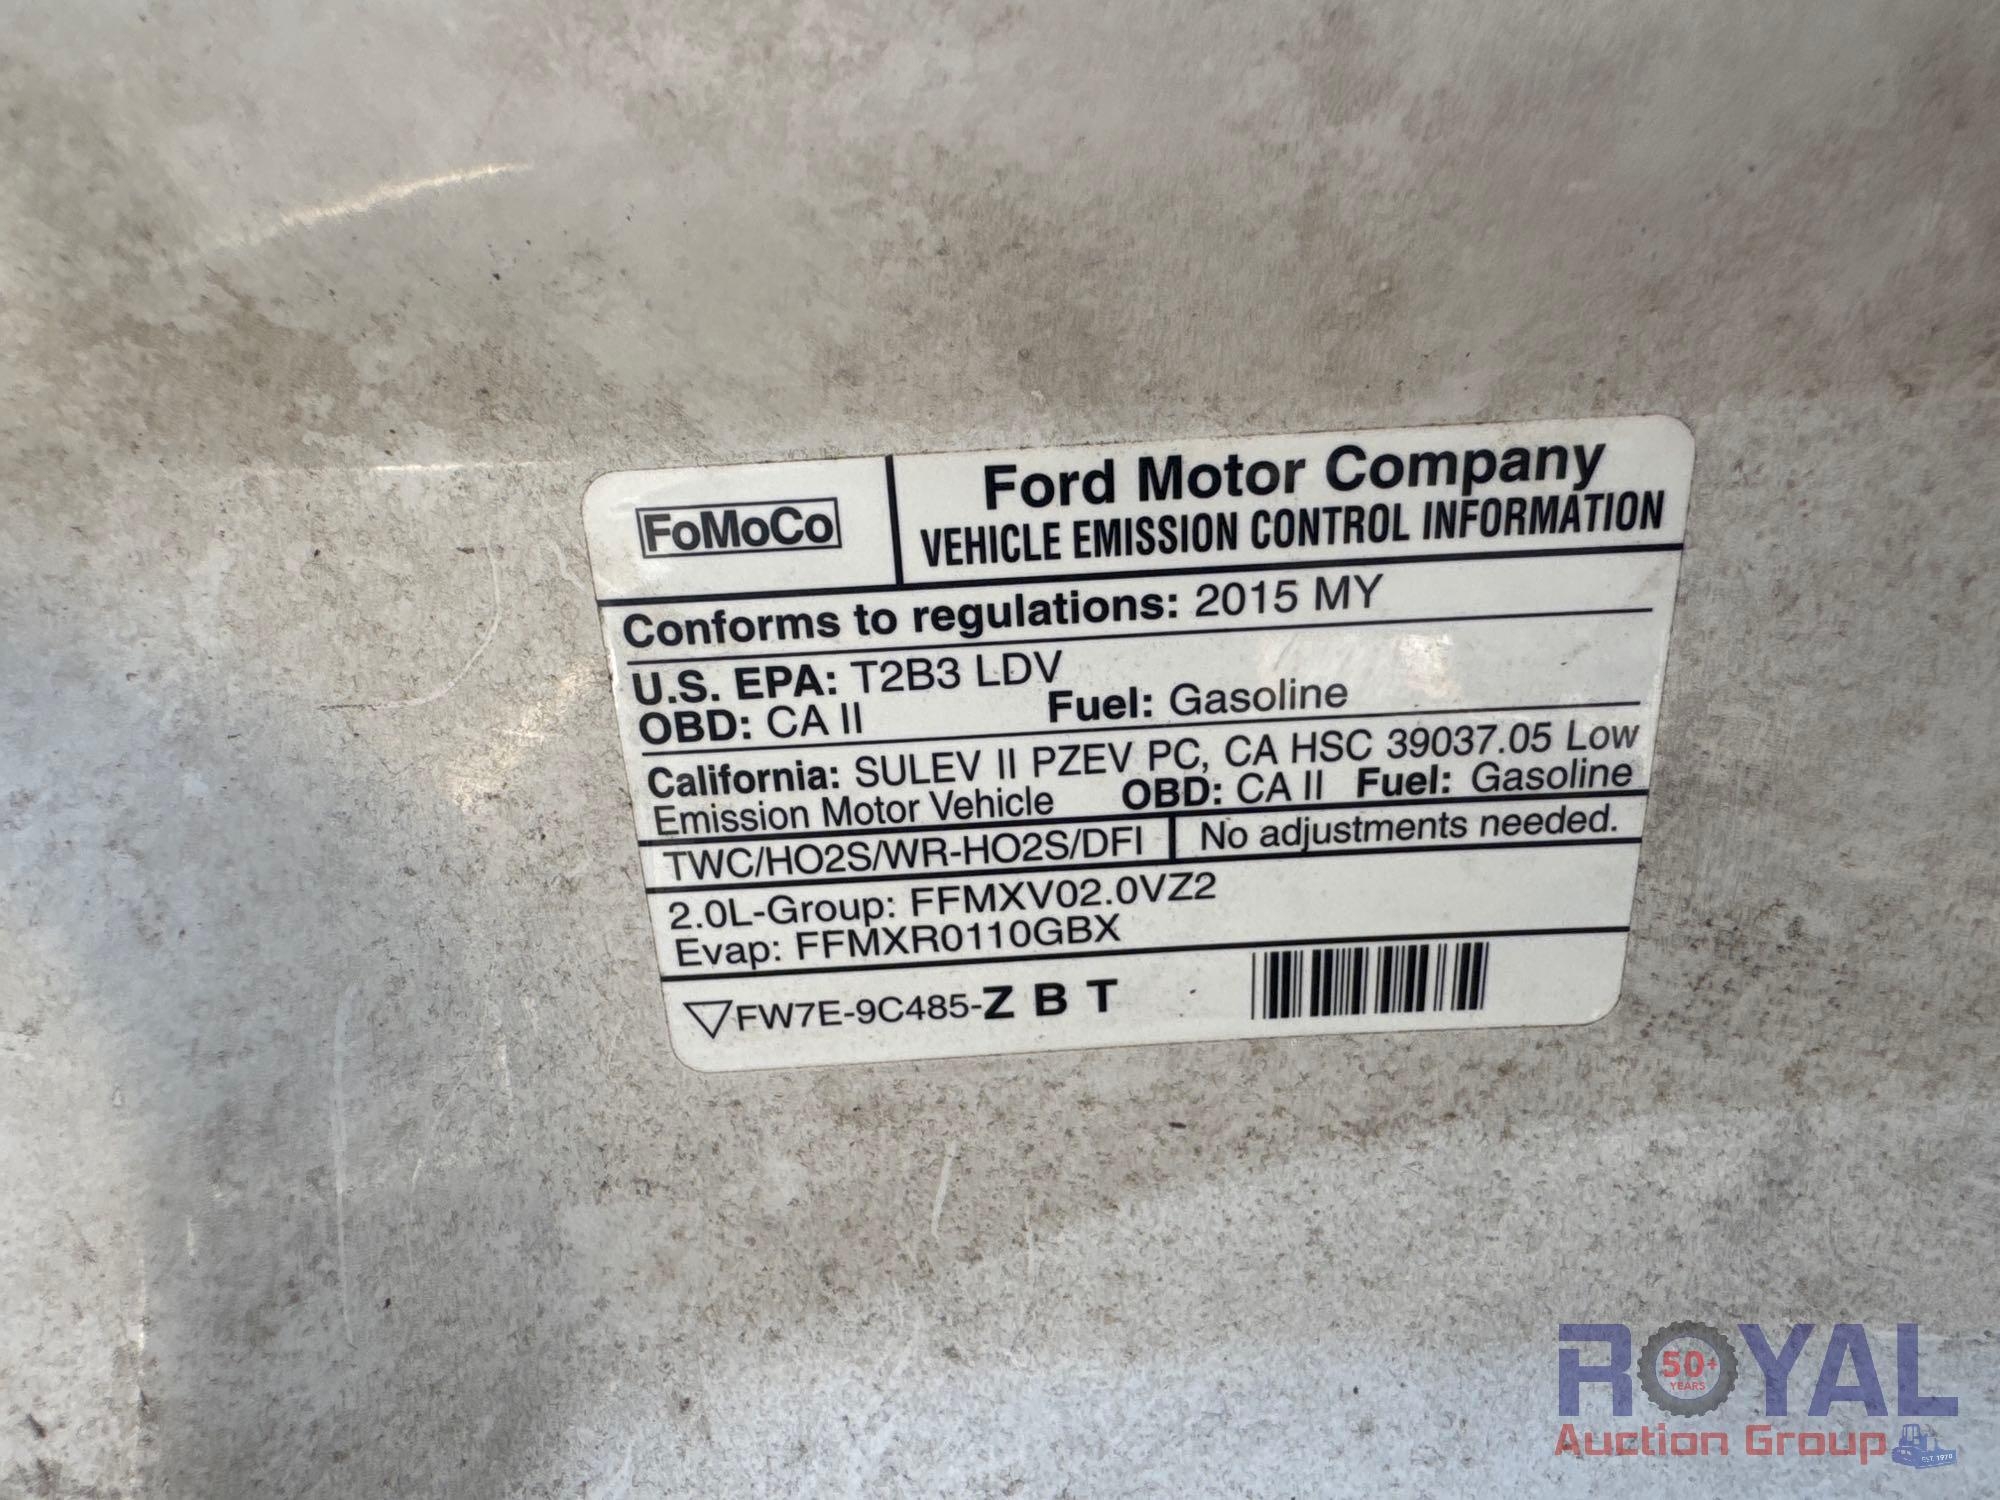 FoMoCo
Ford Motor Company
VEHICLE EMISSION CONTROL INFORMATION
Conforms to regulations: 2015 MY
U.S. EPA: T2B3 LDV
OBD: CA II Fuel: Gasoline
California: SULEV II PZEV PC, CA HSC 39037.05 Low
Emission Motor Vehicle OBD: CA II Fuel: Gasoline
TWC/HO2S/WR-HO2S/DFI No adjustments needed.
2.0L-Group: FFMXV02.0VZ2
Evap: FFMXR0110GBX
FW7E-9C485-Z B T
ROYAL
50+
YEARS
Auction Group
EST. 1970